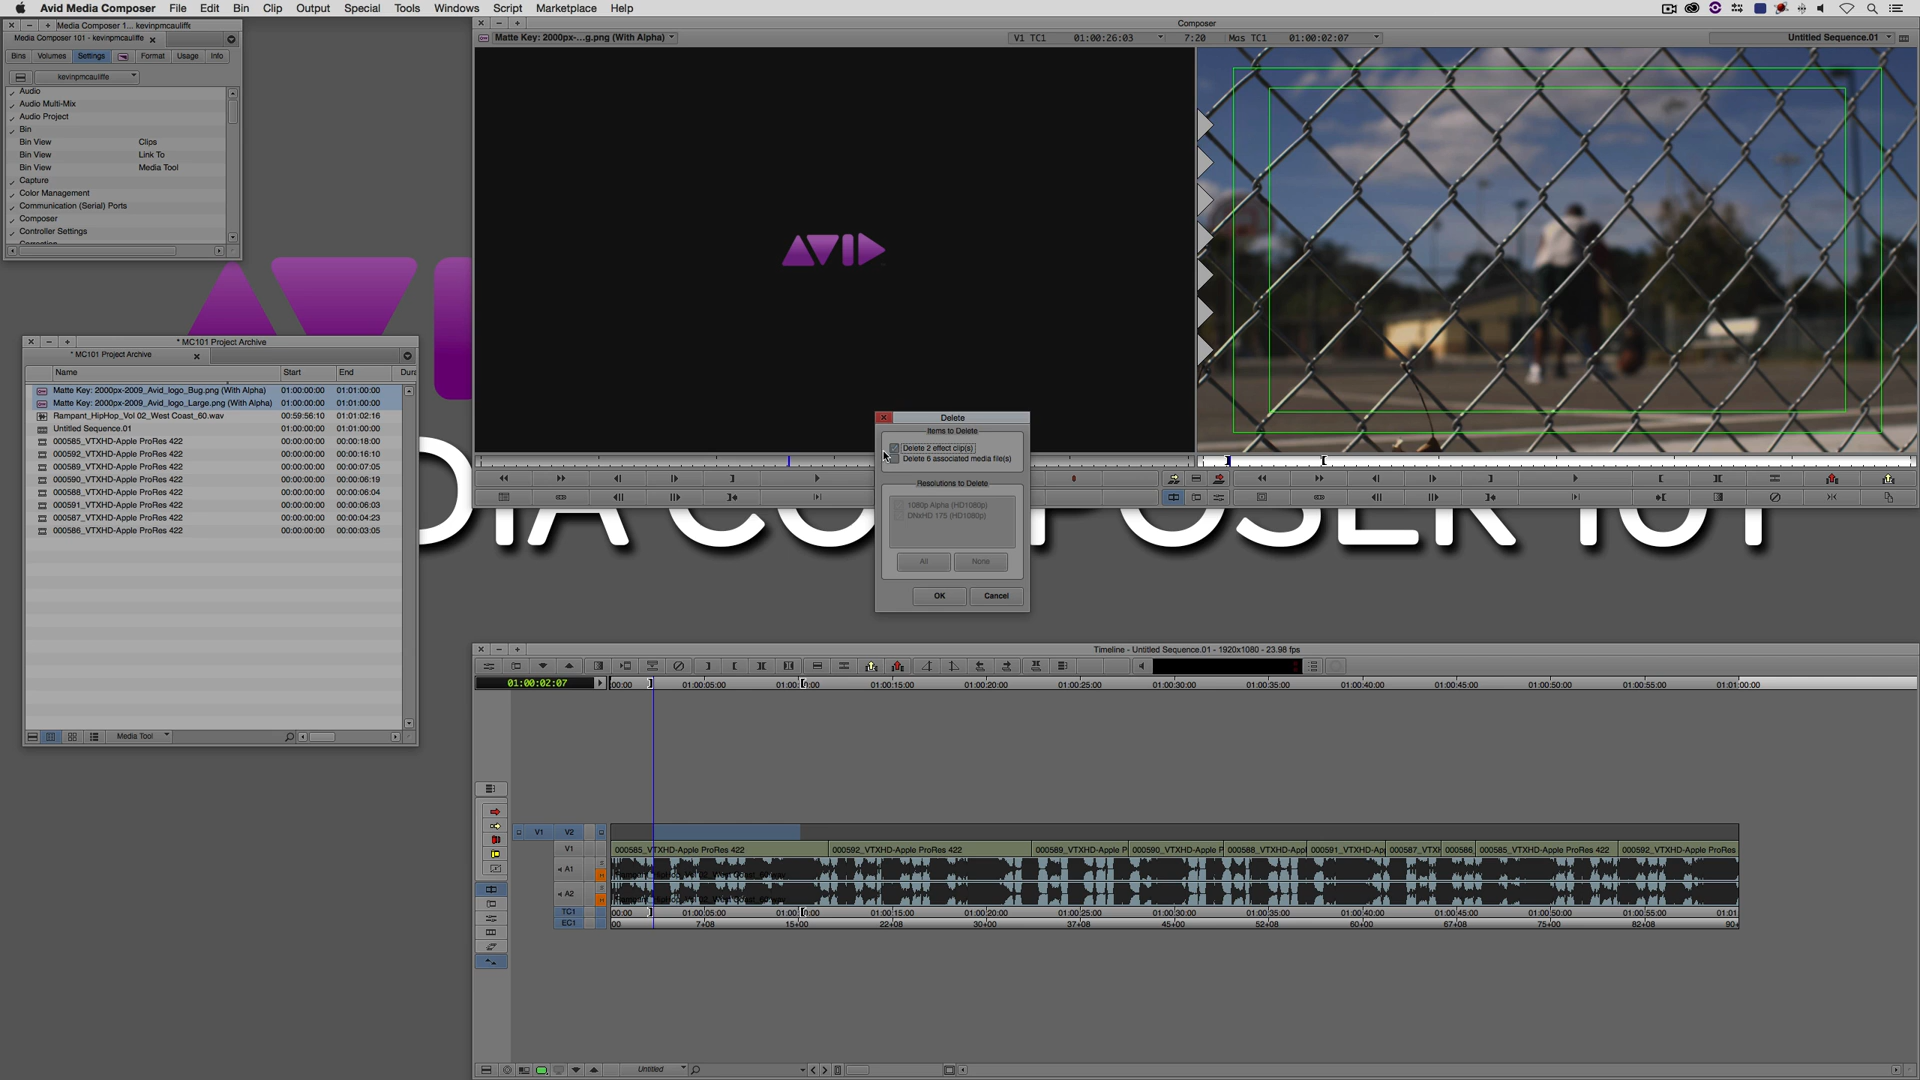 Avid Media Composer File Edit Bin Clip Output Special Tools Windows Script Marketplace Help
Media Composer 1... kevinpmcauliffe
Media Composer 101 - kevinpmcauliffe
Bins Volumes Settings Format Usage Info
kevinpmcauliffe
Audio
Audio Multi-Mix
Audio Project
Bin
Bin View Clips
Bin View Link To
Bin View Media Tool
Capture
Color Management
Communication (Serial) Ports
Composer
Controller Settings
Correction
* MC101 Project Archive
* MC101 Project Archive
Name Start End Dura
Matte Key: 2000px-2009_Avid_logo_Bug.png (With Alpha) 01:00:00:00 01:01:00:00
Matte Key: 2000px-2009_Avid_logo_Large.png (With Alpha) 01:00:00:00 01:01:00:00
Rampant_HipHop_Vol 02_West Coast_60.wav 00:59:56:10 01:01:02:16
Untitled Sequence.01 01:00:00:00 01:01:00:00
000585_VTXHD-Apple ProRes 422 00:00:00:00 00:00:18:00
000592_VTXHD-Apple ProRes 422 00:00:00:00 00:00:16:10
000589_VTXHD-Apple ProRes 422 00:00:00:00 00:00:07:05
000590_VTXHD-Apple ProRes 422 00:00:00:00 00:00:06:19
000588_VTXHD-Apple ProRes 422 00:00:00:00 00:00:06:04
000591_VTXHD-Apple ProRes 422 00:00:00:00 00:00:06:03
000587_VTXHD-Apple ProRes 422 00:00:00:00 00:00:04:23
000586_VTXHD-Apple ProRes 422 00:00:00:00 00:00:03:05
Media Tool
Composer
Matte Key: 2000px-...g.png (With Alpha) V1 TC1 01:00:26:03 7:20 Mas TC1 01:00:02:07 Untitled Sequence.01
AVID
AVI
DIA COMPOSER 101
Delete
Items to Delete
Delete 2 effect clip(s)
Delete 6 associated media file(s)
Resolutions to Delete
1080p Alpha (HD1080p)
DNxHD 175 (HD1080p)
All None
OK Cancel
Timeline - Untitled Sequence.01 - 1920x1080 - 23.98 fps
01:00:02:07 00:00 01:00:05:00 01:00 0:00 01:00:15:00 01:00:20:00 01:00:25:00 01:00:30:00 01:00:35:00 01:00:40:00 01:00:45:00 01:00:50:00 01:00:55:00 01:01:00:00
V1 V2
V1 000585_VTXHD-Apple ProRes 422 000592_VTXHD-Apple ProRes 422 000589_VTXHD-Apple P 000590_VTXHD-Apple P 000588_VTXHD-Appl 000591_VTXHD-Ap 000587_VTXH 000586_ 000585_VTXHD-Apple ProRes 422 000592_VTXHD-Apple ProRes
A1
A2
TC1 00:00 01:00:05:00 01:00 0:00 01:00:15:00 01:00:20:00 01:00:25:00 01:00:30:00 01:00:35:00 01:00:40:00 01:00:45:00 01:00:50:00 01:00:55:00 01:01
EC1 00 7+08 15+00 22+08 30+00 37+08 45+00 52+08 60+00 67+08 75+00 82+08 90+
Untitled